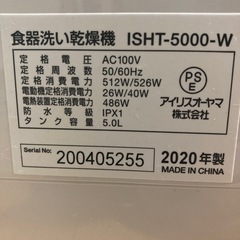 食器洗い乾燥機 ISHT-5000-W
定格電圧 AC100V
定格周波数 50/60Hz
定格消費電力 512W/526W
電動機定格消費電力 26W/40W
電熱装置定格消費電力 486W
防水等級 IPX1
タンク容量 5.0L
PSE
アイリスオーヤマ
株式会社
Serial No: 200405255
2020年製
MADE IN CHINA